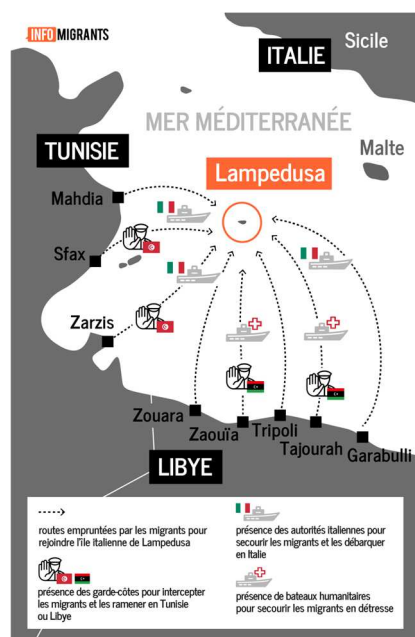 INFOMIGRANTS
ITALIE
Sicile
MER MÉDITERRANÉE
Malte
TUNISIE
Lampedusa
Mahdia
Sfax
Zarzis
Zouara
Zaouïa
Tripoli
Tajourah
Garabulli
LIBYE
routes empruntées par les migrants pour
rejoindre l'île italienne de Lampedusa
présence des garde-côtes pour intercepter
les migrants et les ramener en Tunisie
ou Libye
présence des autorités italiennes pour
secourir les migrants et les débarquer
en Italie
présence de bateaux humanitaires
pour secourir les migrants en détresse